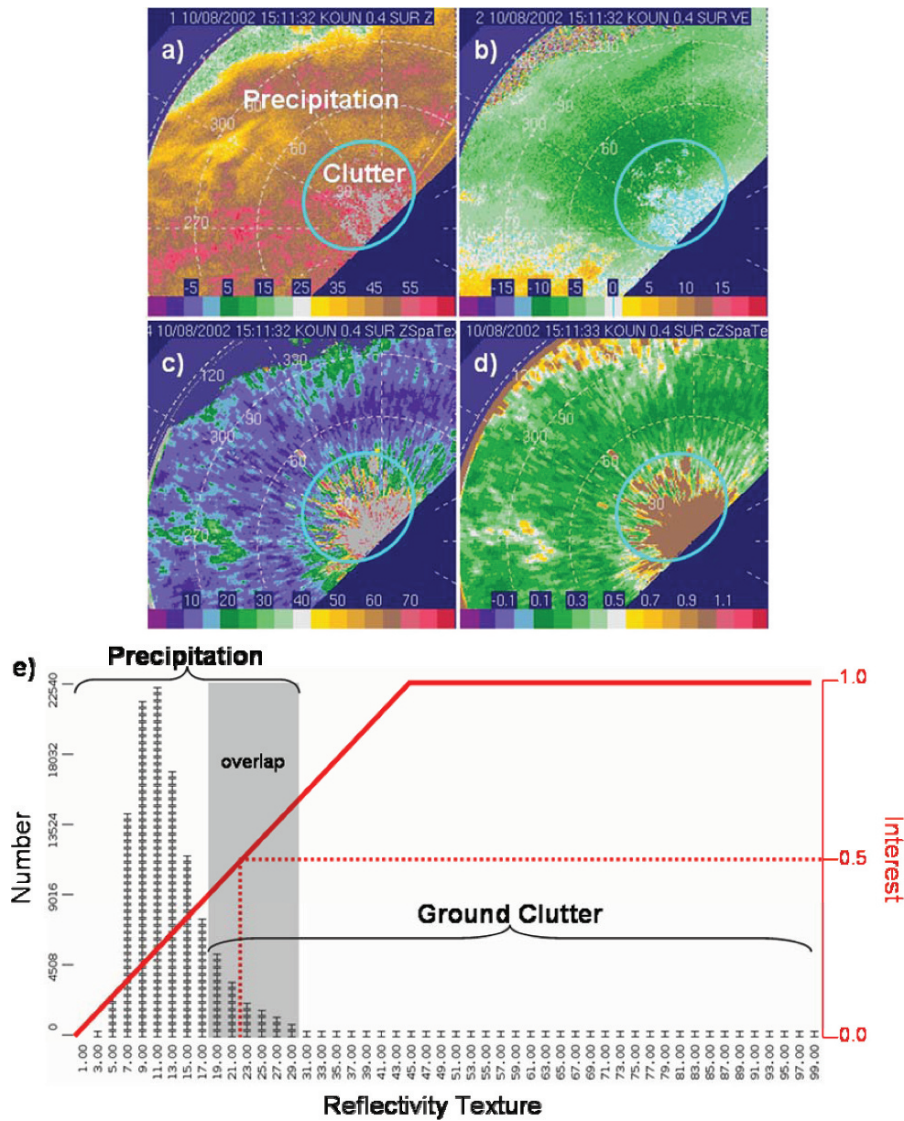 1 10/08/2002 15:11:32 KOUN 0.4 SUR Z
a)
Precipitation
Clutter
330
300
60
30
270
-5 5 15 25 35 45 55
2 10/08/2002 15:11:32 KOUN 0.4 SUR VE
b)
330
90
300
60
270
-15 -10 -5 0 5 10 15
4 10/08/2002 15:11:32 KOUN 0.4 SUR ZSpaTex
c)
330
120
90
300
60
30
270
10 20 30 40 50 60 70
10/08/2002 15:11:33 KOUN 0.4 SUR cZSpaTe
d)
330
120
90
300
60
30
270
-0.1 0.1 0.3 0.5 0.7 0.9 1.1
e)
Precipitation
overlap
Ground Clutter
Number
22540
18032
13524
9016
4508
0
Interest
1.0
0.5
0.0
1.00 3.00 5.00 7.00 9.00 11.00 13.00 15.00 17.00 19.00 21.00 23.00 25.00 27.00 29.00 31.00 33.00 35.00 37.00 39.00 41.00 43.00 45.00 47.00 49.00 51.00 53.00 55.00 57.00 59.00 61.00 63.00 65.00 67.00 69.00 71.00 73.00 75.00 77.00 79.00 81.00 83.00 85.00 87.00 89.00 91.00 93.00 95.00 97.00 99.00
Reflectivity Texture